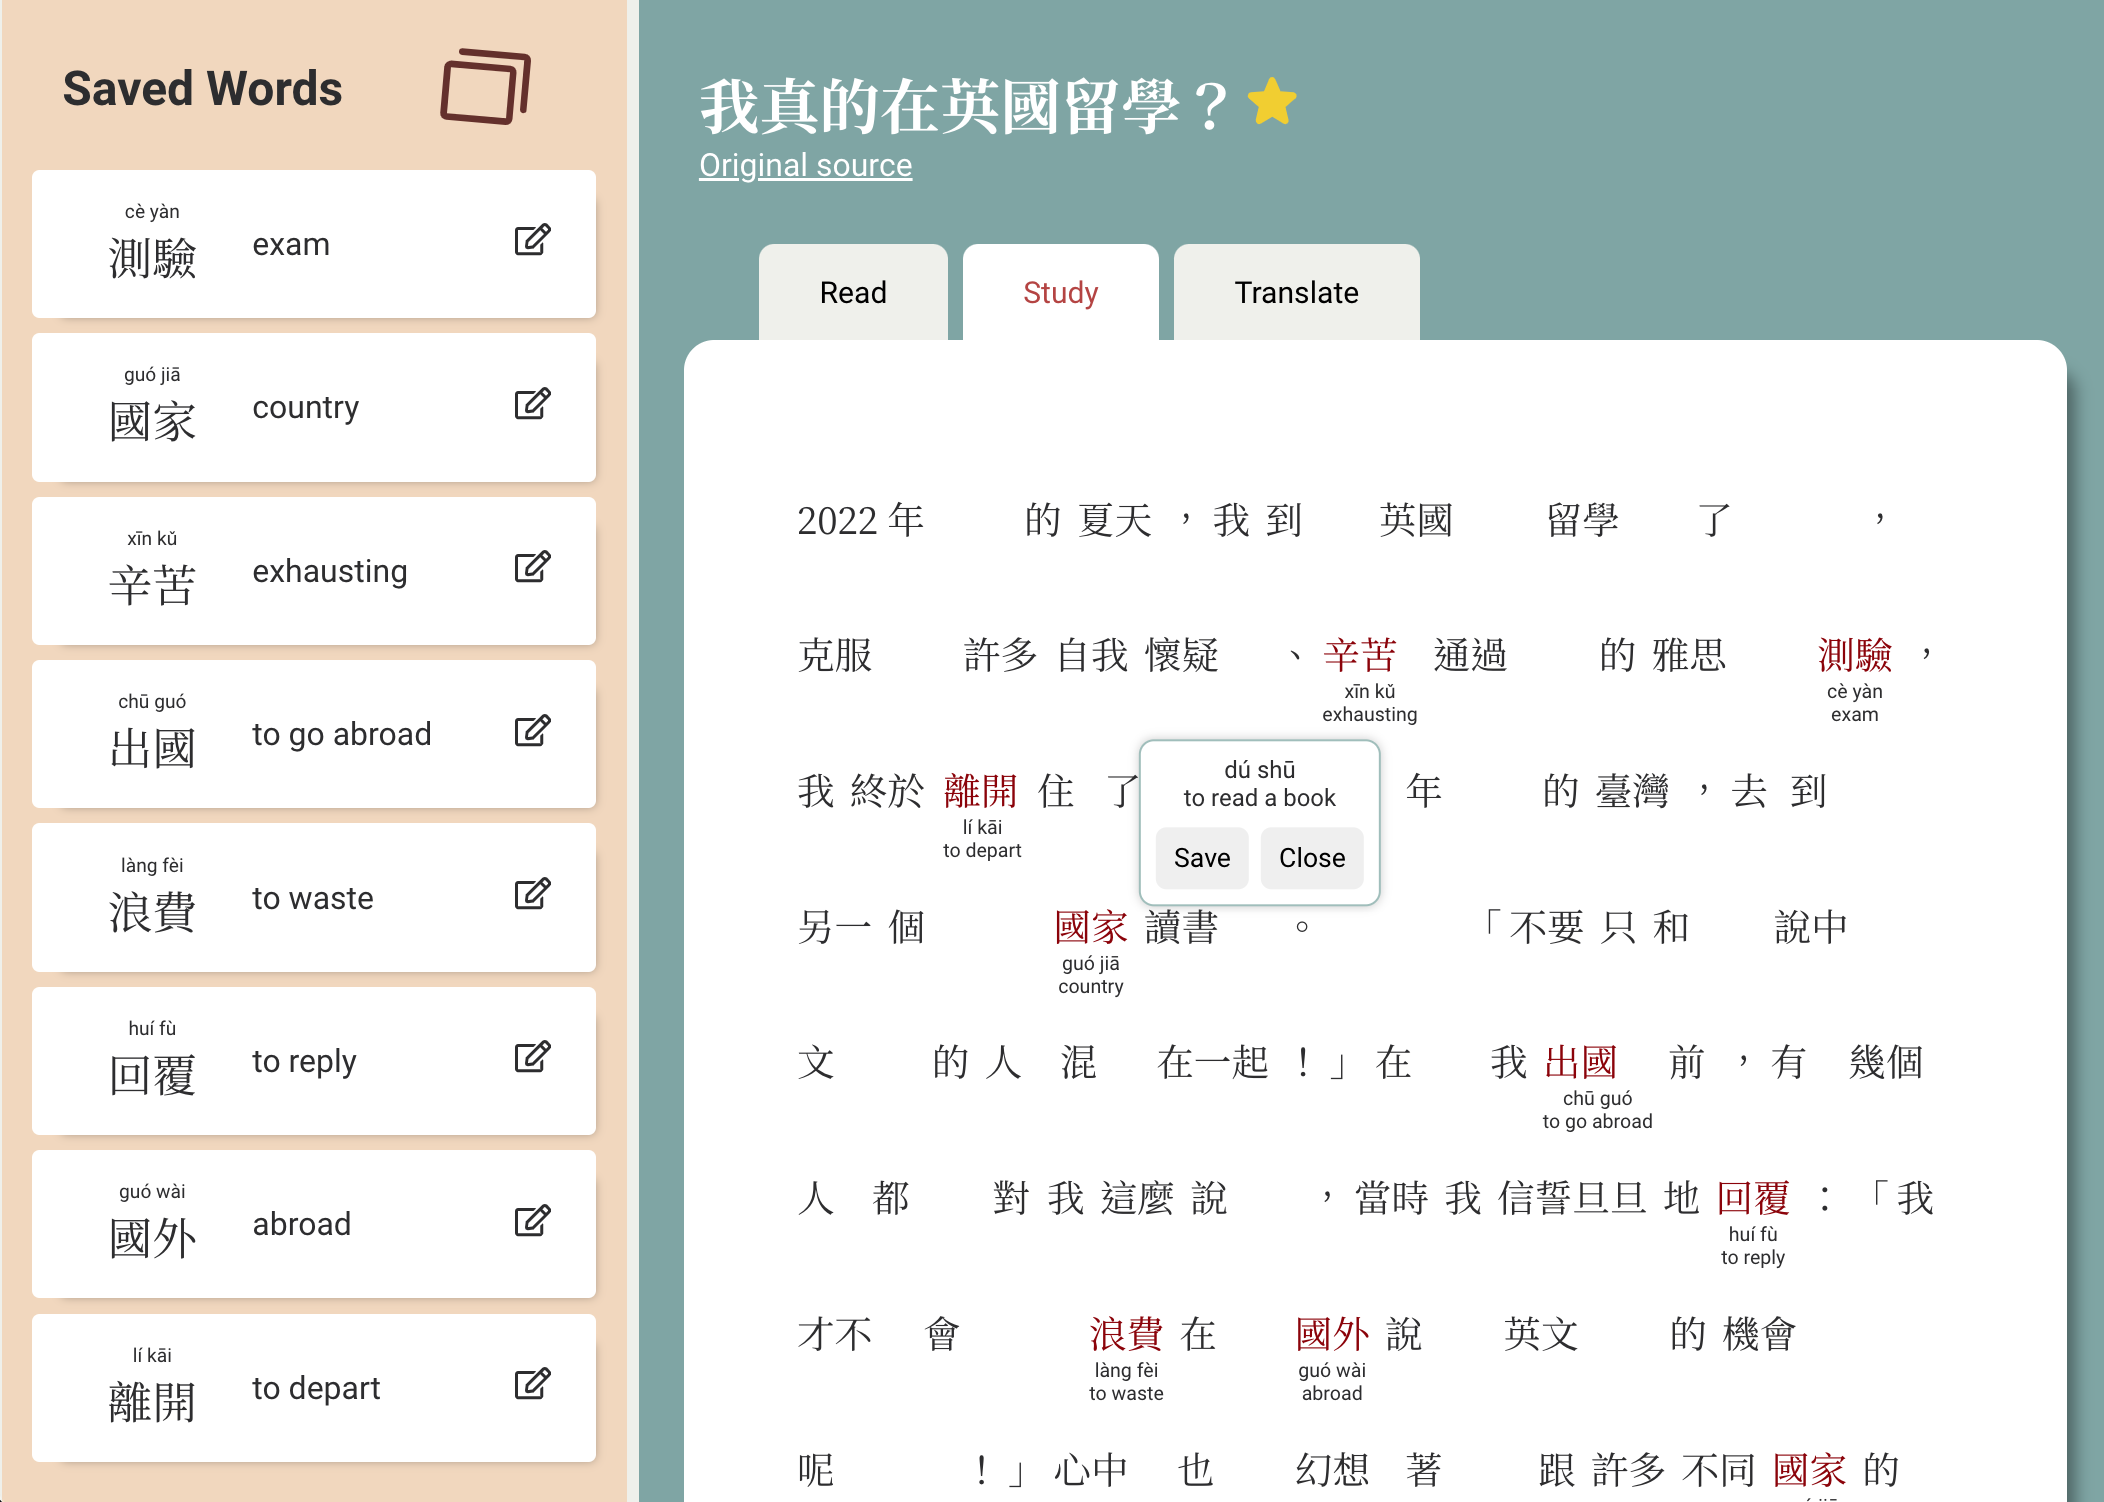 Saved Words
cè yàn
測驗
exam
guó jiā
國家
country
xīn kǔ
辛苦
exhausting
chū guó
出國
to go abroad
làng fèi
浪費
to waste
huí fù
回覆
to reply
guó wài
國外
abroad
lí kāi
離開
to depart
我真的在英國留學？
Original source
Read
Study
Translate
2022 年 的 夏天 ，我 到 英國 留學 了 ，
克服 許多 自我 懷疑 、辛苦 通過 的 雅思 測驗 ，
xīn kǔ
exhausting
cè yàn
exam
我 終於 離開 住 了 年 的 臺灣 ，去 到
lí kāi
to depart
dú shū
to read a book
Save
Close
另一 個 國家 讀書 。 「不要 只 和 說中
guó jiā
country
文 的 人 混 在一起 ！」在 我 出國 前 ，有 幾個
chū guó
to go abroad
人 都 對 我 這麼 說 ，當時 我 信誓旦旦 地 回覆 ：「我
huí fù
to reply
才不 會 浪費 在 國外 說 英文 的 機會
làng fèi
to waste
guó wài
abroad
呢 ！」心中 也 幻想 著 跟 許多 不同 國家 的